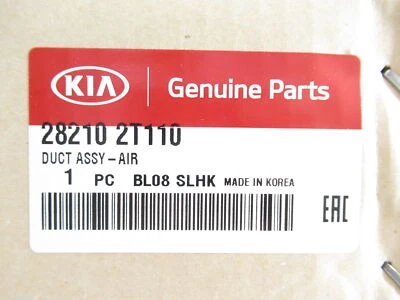 KIA Genuine Parts
28210 2T110
DUCT ASSY-AIR
1 PC BL08 SLHK MADE IN KOREA
EAC